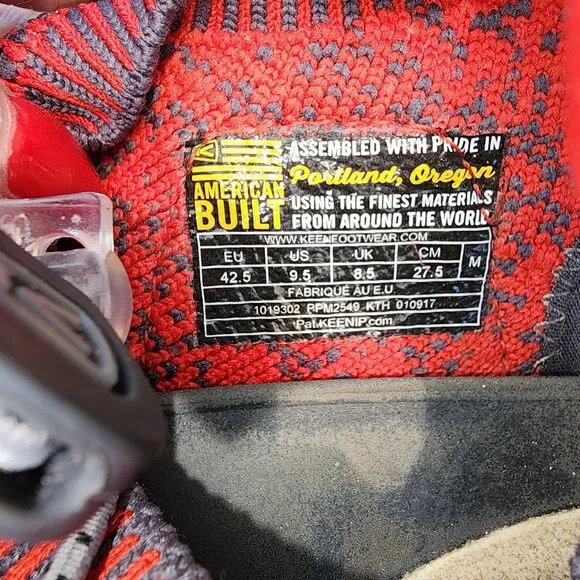 ASSEMBLED WITH PRIDE IN
Portland, Oregon
AMERICAN
BUILT
USING THE FINEST MATERIALS
FROM AROUND THE WORLD
WWW.KEENFOOTWEAR.COM
EU US UK CM M
42.5 9.5 8.5 27.5
FABRIQUÉ AU E.U
1019302 PPM2549 KTH 010917
Pat.KEENIP.com